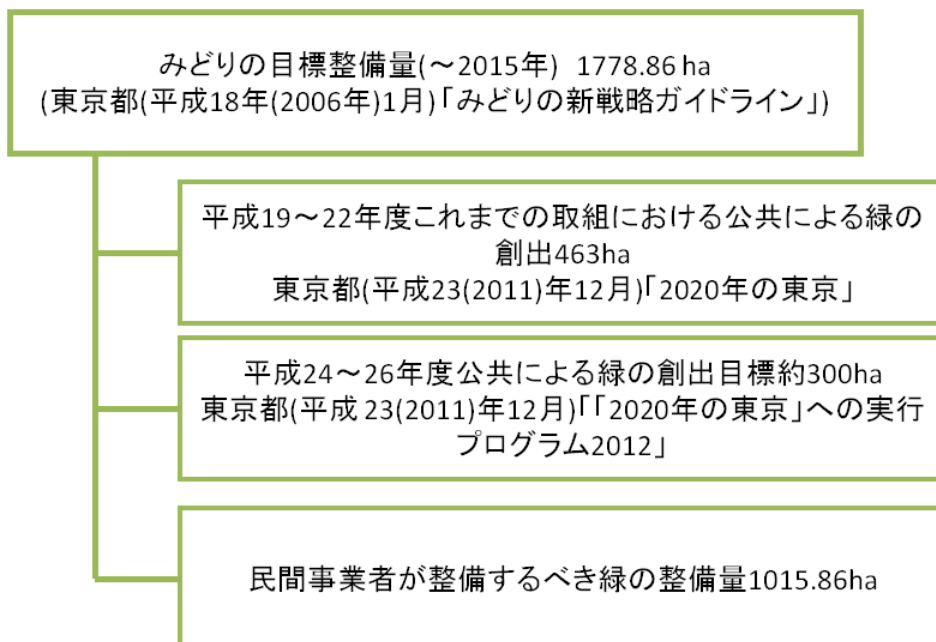 みどりの目標整備量(～2015年) 1778.86 ha
(東京都(平成18年(2006年)1月)「みどりの新戦略ガイドライン」)
平成19～22年度これまでの取組における公共による緑の
創出463ha
東京都(平成23(2011)年12月)「2020年の東京」
平成24～26年度公共による緑の創出目標約300ha
東京都(平成 23(2011)年12月)「「2020年の東京」への実行
プログラム2012」
民間事業者が整備するべき緑の整備量1015.86ha